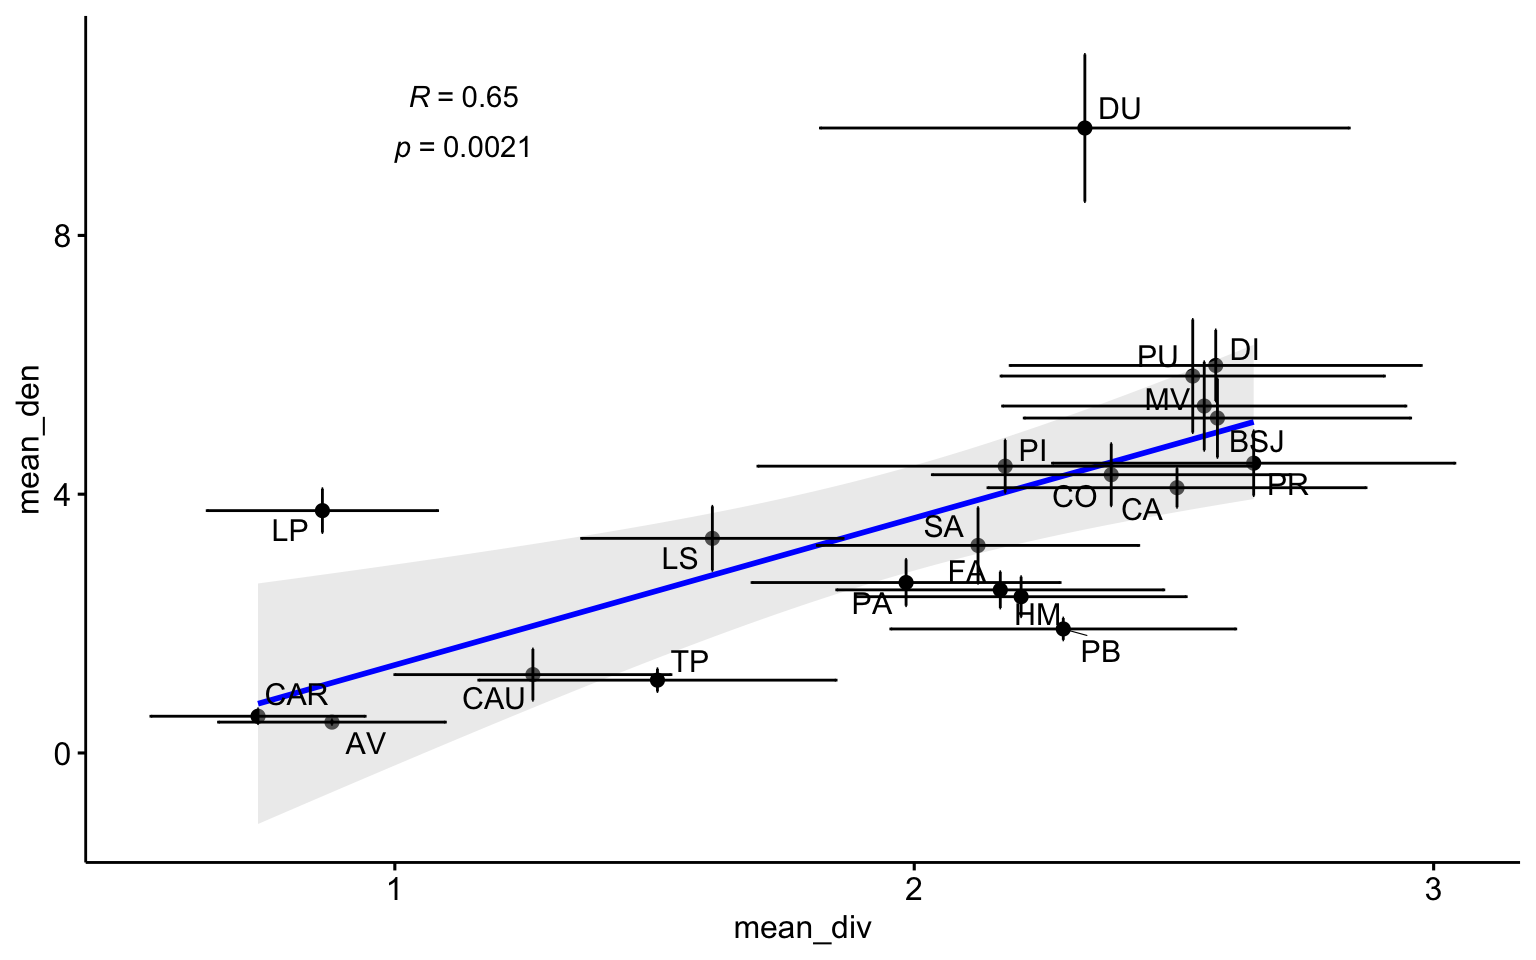 R = 0.65
p = 0.0021
DU
8
DI
PU
MV
BSJ
PI
PR
4
CO
CA
LP
SA
LS
FA
PA
HM
PB
TP
CAR
CAU
AV
0
mean_den
1
2
3
mean_div